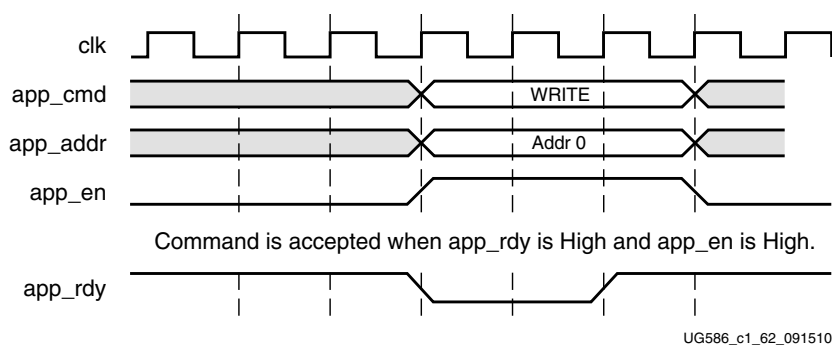 clk
app_cmd WRITE
app_addr Addr 0
app_en
Command is accepted when app_rdy is High and app_en is High.
app_rdy
UG586_c1_62_091510